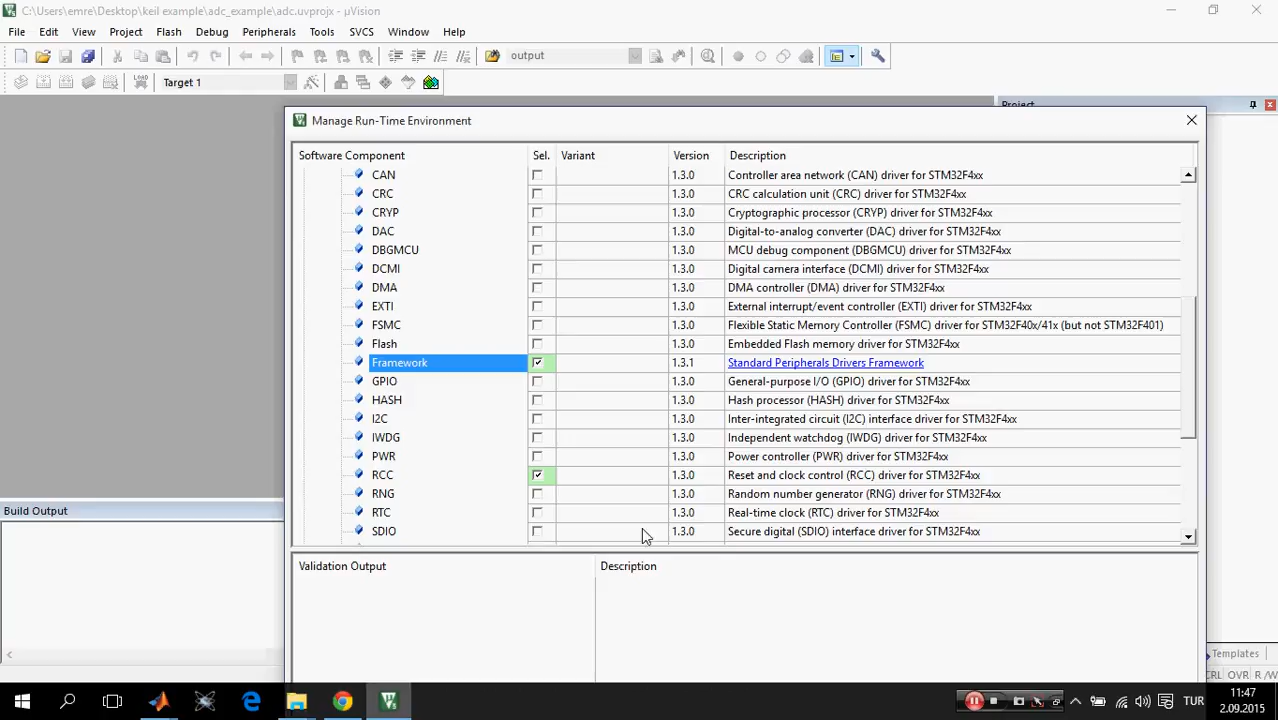 C:\Users\emre\Desktop\keil example\adc_example\adc.uvprojx - µVision
File Edit View Project Flash Debug Peripherals Tools SVCS Window Help
output
LOAD Target 1
Project
Manage Run-Time Environment
Software Component Sel. Variant Version Description
CAN 1.3.0 Controller area network (CAN) driver for STM32F4xx
CRC 1.3.0 CRC calculation unit (CRC) driver for STM32F4xx
CRYP 1.3.0 Cryptographic processor (CRYP) driver for STM32F4xx
DAC 1.3.0 Digital-to-analog converter (DAC) driver for STM32F4xx
DBGMCU 1.3.0 MCU debug component (DBGMCU) driver for STM32F4xx
DCMI 1.3.0 Digital camera interface (DCMI) driver for STM32F4xx
DMA 1.3.0 DMA controller (DMA) driver for STM32F4xx
EXTI 1.3.0 External interrupt/event controller (EXTI) driver for STM32F4xx
FSMC 1.3.0 Flexible Static Memory Controller (FSMC) driver for STM32F40x/41x (but not STM32F401)
Flash 1.3.0 Embedded Flash memory driver for STM32F4xx
Framework 1.3.1 Standard Peripherals Drivers Framework
GPIO 1.3.0 General-purpose I/O (GPIO) driver for STM32F4xx
HASH 1.3.0 Hash processor (HASH) driver for STM32F4xx
I2C 1.3.0 Inter-integrated circuit (I2C) interface driver for STM32F4xx
IWDG 1.3.0 Independent watchdog (IWDG) driver for STM32F4xx
PWR 1.3.0 Power controller (PWR) driver for STM32F4xx
RCC 1.3.0 Reset and clock control (RCC) driver for STM32F4xx
RNG 1.3.0 Random number generator (RNG) driver for STM32F4xx
RTC 1.3.0 Real-time clock (RTC) driver for STM32F4xx
SDIO 1.3.0 Secure digital (SDIO) interface driver for STM32F4xx
Build Output
Validation Output Description
Templates
CRL OVR R /W
TUR
11:47
2.09.2015